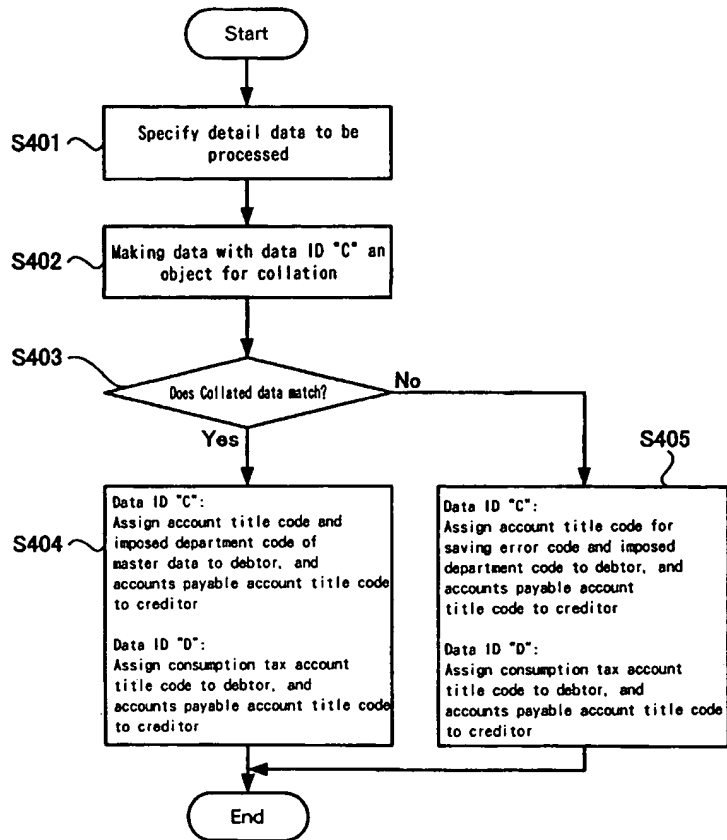 Start
S401
Specify detail data to be
processed
S402
Making data with data ID "C" an
object for collation
S403
Does Collated data match?
No
Yes
S404
Data ID "C":
Assign account title code and
imposed department code of
master data to debtor, and
accounts payable account title code
to creditor
Data ID "D":
Assign consumption tax account
title code to debtor, and
accounts payable account title code
to creditor
S405
Data ID "C":
Assign account title code for
saving error code and imposed
department code to debtor, and
accounts payable account
title code to creditor
Data ID "D":
Assign consumption tax account
title code to debtor, and
accounts payable account title code
to creditor
End